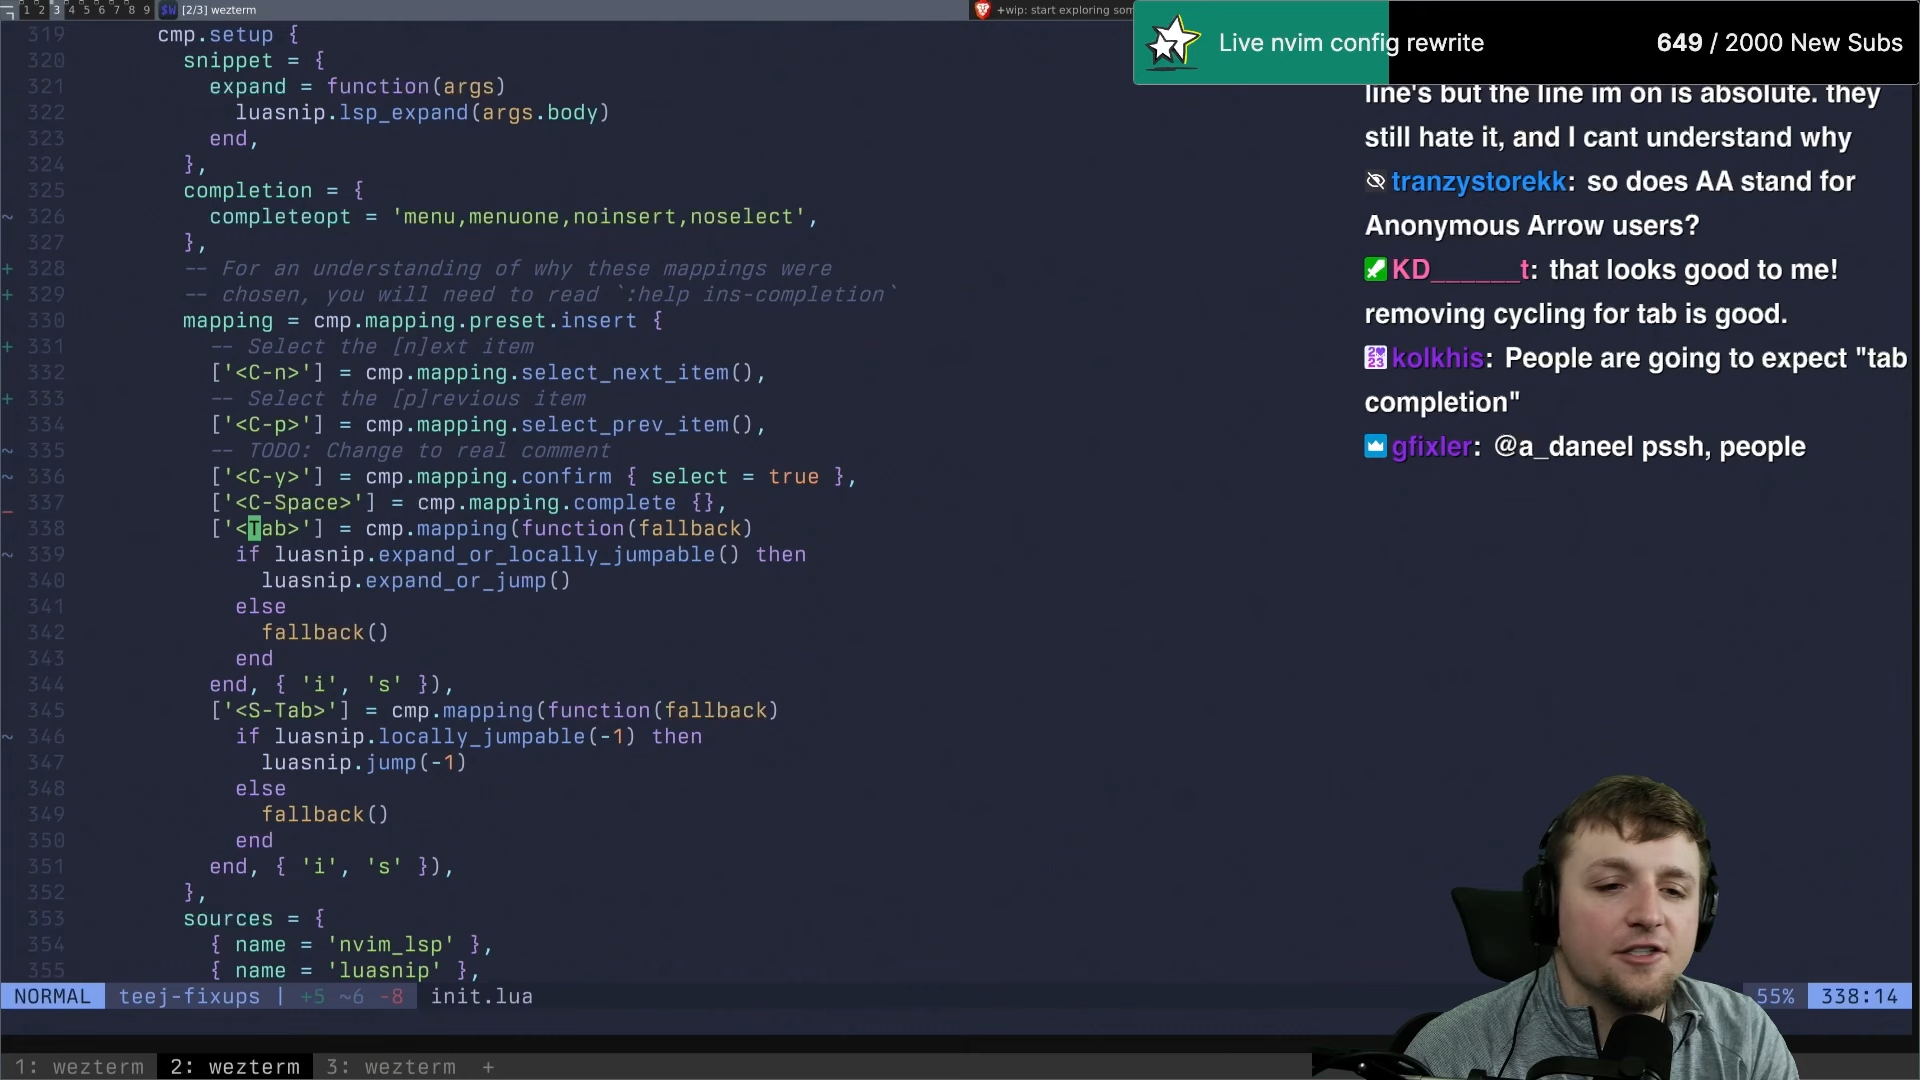 1 2 3 4 5 6 7 8 9
[2/3] wezterm
+wip: start exploring som
Live nvim config rewrite
649 / 2000 New Subs
319 cmp.setup {
320 snippet = {
321 expand = function(args)
322 luasnip.lsp_expand(args.body)
323 end,
324 },
325 completion = {
~ 326 completeopt = 'menu,menuone,noinsert,noselect',
327 },
+ 328 -- For an understanding of why these mappings were
+ 329 -- chosen, you will need to read `:help ins-completion`
330 mapping = cmp.mapping.preset.insert {
+ 331 -- Select the [n]ext item
332 ['<C-n>'] = cmp.mapping.select_next_item(),
+ 333 -- Select the [p]revious item
334 ['<C-p>'] = cmp.mapping.select_prev_item(),
~ 335 -- TODO: Change to real comment
~ 336 ['<C-y>'] = cmp.mapping.confirm { select = true },
337 ['<C-Space>'] = cmp.mapping.complete {},
338 ['<Tab>'] = cmp.mapping(function(fallback)
~ 339 if luasnip.expand_or_locally_jumpable() then
340 luasnip.expand_or_jump()
341 else
342 fallback()
343 end
344 end, { 'i', 's' }),
345 ['<S-Tab>'] = cmp.mapping(function(fallback)
~ 346 if luasnip.locally_jumpable(-1) then
347 luasnip.jump(-1)
348 else
349 fallback()
350 end
351 end, { 'i', 's' }),
352 },
353 sources = {
354 { name = 'nvim_lsp' },
355 { name = 'luasnip' },
NORMAL teej-fixups | +5 ~6 -8 init.lua
55% 338:14
1: wezterm 2: wezterm 3: wezterm +
line's but the line im on is absolute. they
still hate it, and I cant understand why
tranzystorekk: so does AA stand for
Anonymous Arrow users?
KD______t: that looks good to me!
removing cycling for tab is good.
kolkhis: People are going to expect "tab
completion"
gfixler: @a_daneel pssh, people